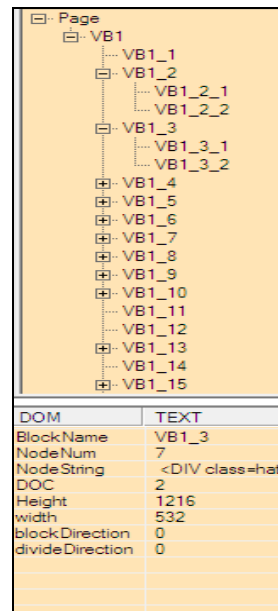 Page
VB1
VB1_1
VB1_2
VB1_2_1
VB1_2_2
VB1_3
VB1_3_1
VB1_3_2
VB1_4
VB1_5
VB1_6
VB1_7
VB1_8
VB1_9
VB1_10
VB1_11
VB1_12
VB1_13
VB1_14
VB1_15
DOM TEXT
BlockName VB1_3
NodeNum 7
NodeString <DIV class=hat
DOC 2
Height 1216
width 532
blockDirection 0
divideDirection 0